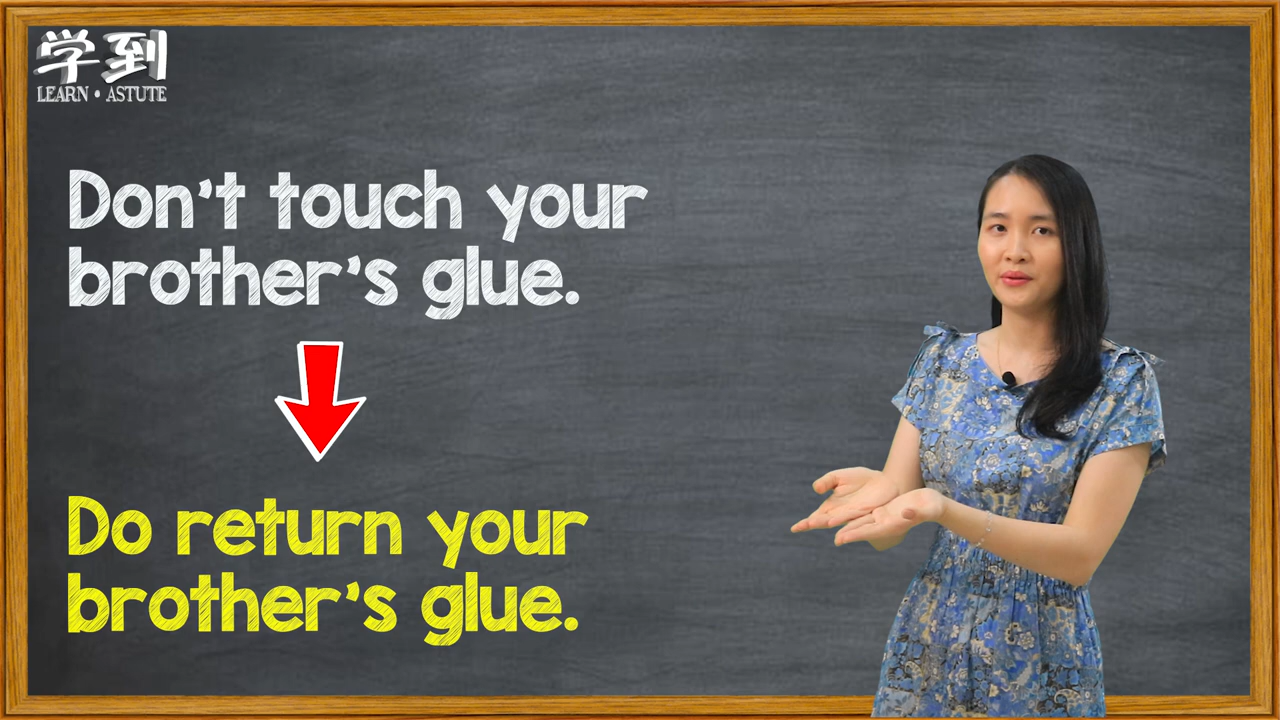 学到
LEARN • ASTUTE
Don't touch your
brother's glue.
Do return your
brother's glue.